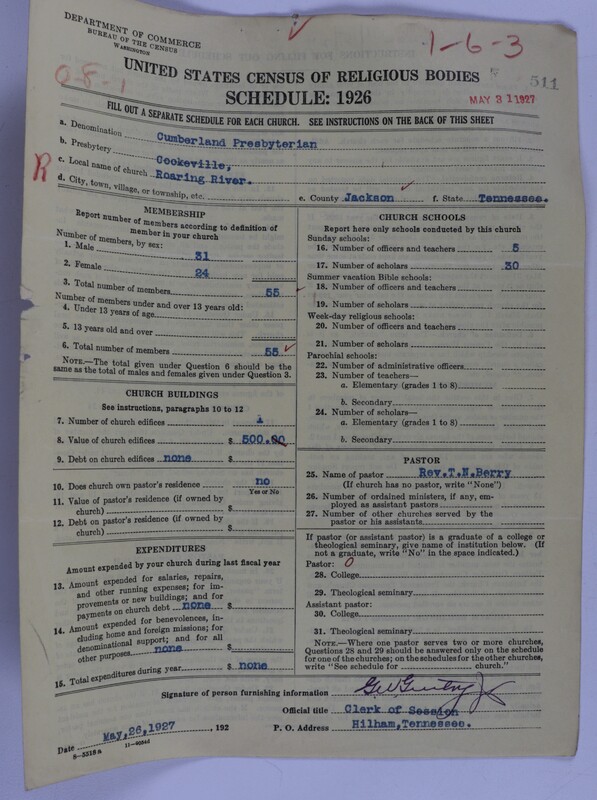 DEPARTMENT OF COMMERCE
BUREAU OF THE CENSUS
WASHINGTON
1-6-3
0-8-1
UNITED STATES CENSUS OF RELIGIOUS BODIES
511
SCHEDULE: 1926
MAY 31 1927
FILL OUT A SEPARATE SCHEDULE FOR EACH CHURCH. SEE INSTRUCTIONS ON THE BACK OF THIS SHEET
a. Denomination Cumberland Presbyterian
b. Presbytery Cookeville,
R
c. Local name of church Roaring River.
d. City, town, village, or township, etc.
e. County Jackson
f. State Tennessee.
MEMBERSHIP
Report number of members according to definition of
member in your church
Number of members, by sex:
1. Male 31
2. Female 24
3. Total number of members 55
Number of members under and over 13 years old:
4. Under 13 years of age
5. 13 years old and over
6. Total number of members 55
NOTE.—The total given under Question 6 should be the
same as the total of males and females given under Question 3.
CHURCH BUILDINGS
See instructions, paragraphs 10 to 12
7. Number of church edifices 1
8. Value of church edifices $ 500.00
9. Debt on church edifices none $
10. Does church own pastor's residence no
Yes or No
11. Value of pastor's residence (if owned by
church) $
12. Debt on pastor's residence (if owned by
church) $
EXPENDITURES
Amount expended by your church during last fiscal year
13. Amount expended for salaries, repairs,
and other running expenses; for im-
provements or new buildings; and for
payments on church debt none $
14. Amount expended for benevolences, in-
cluding home and foreign missions; for
denominational support; and for all
other purposes none $
15. Total expenditures during year $ none
CHURCH SCHOOLS
Report here only schools conducted by this church
Sunday schools:
16. Number of officers and teachers 5
17. Number of scholars 30
Summer vacation Bible schools:
18. Number of officers and teachers
19. Number of scholars
Week-day religious schools:
20. Number of officers and teachers
21. Number of scholars
Parochial schools:
22. Number of administrative officers
23. Number of teachers—
a. Elementary (grades 1 to 8)
b. Secondary
24. Number of scholars—
a. Elementary (grades 1 to 8)
b. Secondary
PASTOR
25. Name of pastor Rev.T.N.Berry
(If church has no pastor, write "None")
26. Number of ordained ministers, if any, em-
ployed as assistant pastors
27. Number of other churches served by the
pastor or his assistants
If pastor (or assistant pastor) is a graduate of a college or
theological seminary, give name of institution below. (If
not a graduate, write "No" in the space indicated.)
Pastor: 0
28. College
29. Theological seminary
Assistant pastor:
30. College
31. Theological seminary
NOTE.—Where one pastor serves two or more churches,
Questions 28 and 29 should be answered only on the schedule
for one of the churches; on the schedules for the other churches,
write "See schedule for church."
Signature of person furnishing information GW Gentry Jr
Official title Clerk of Session
Date May,26,1927, 192
P. O. Address Hilham,Tennessee.
8-5518a